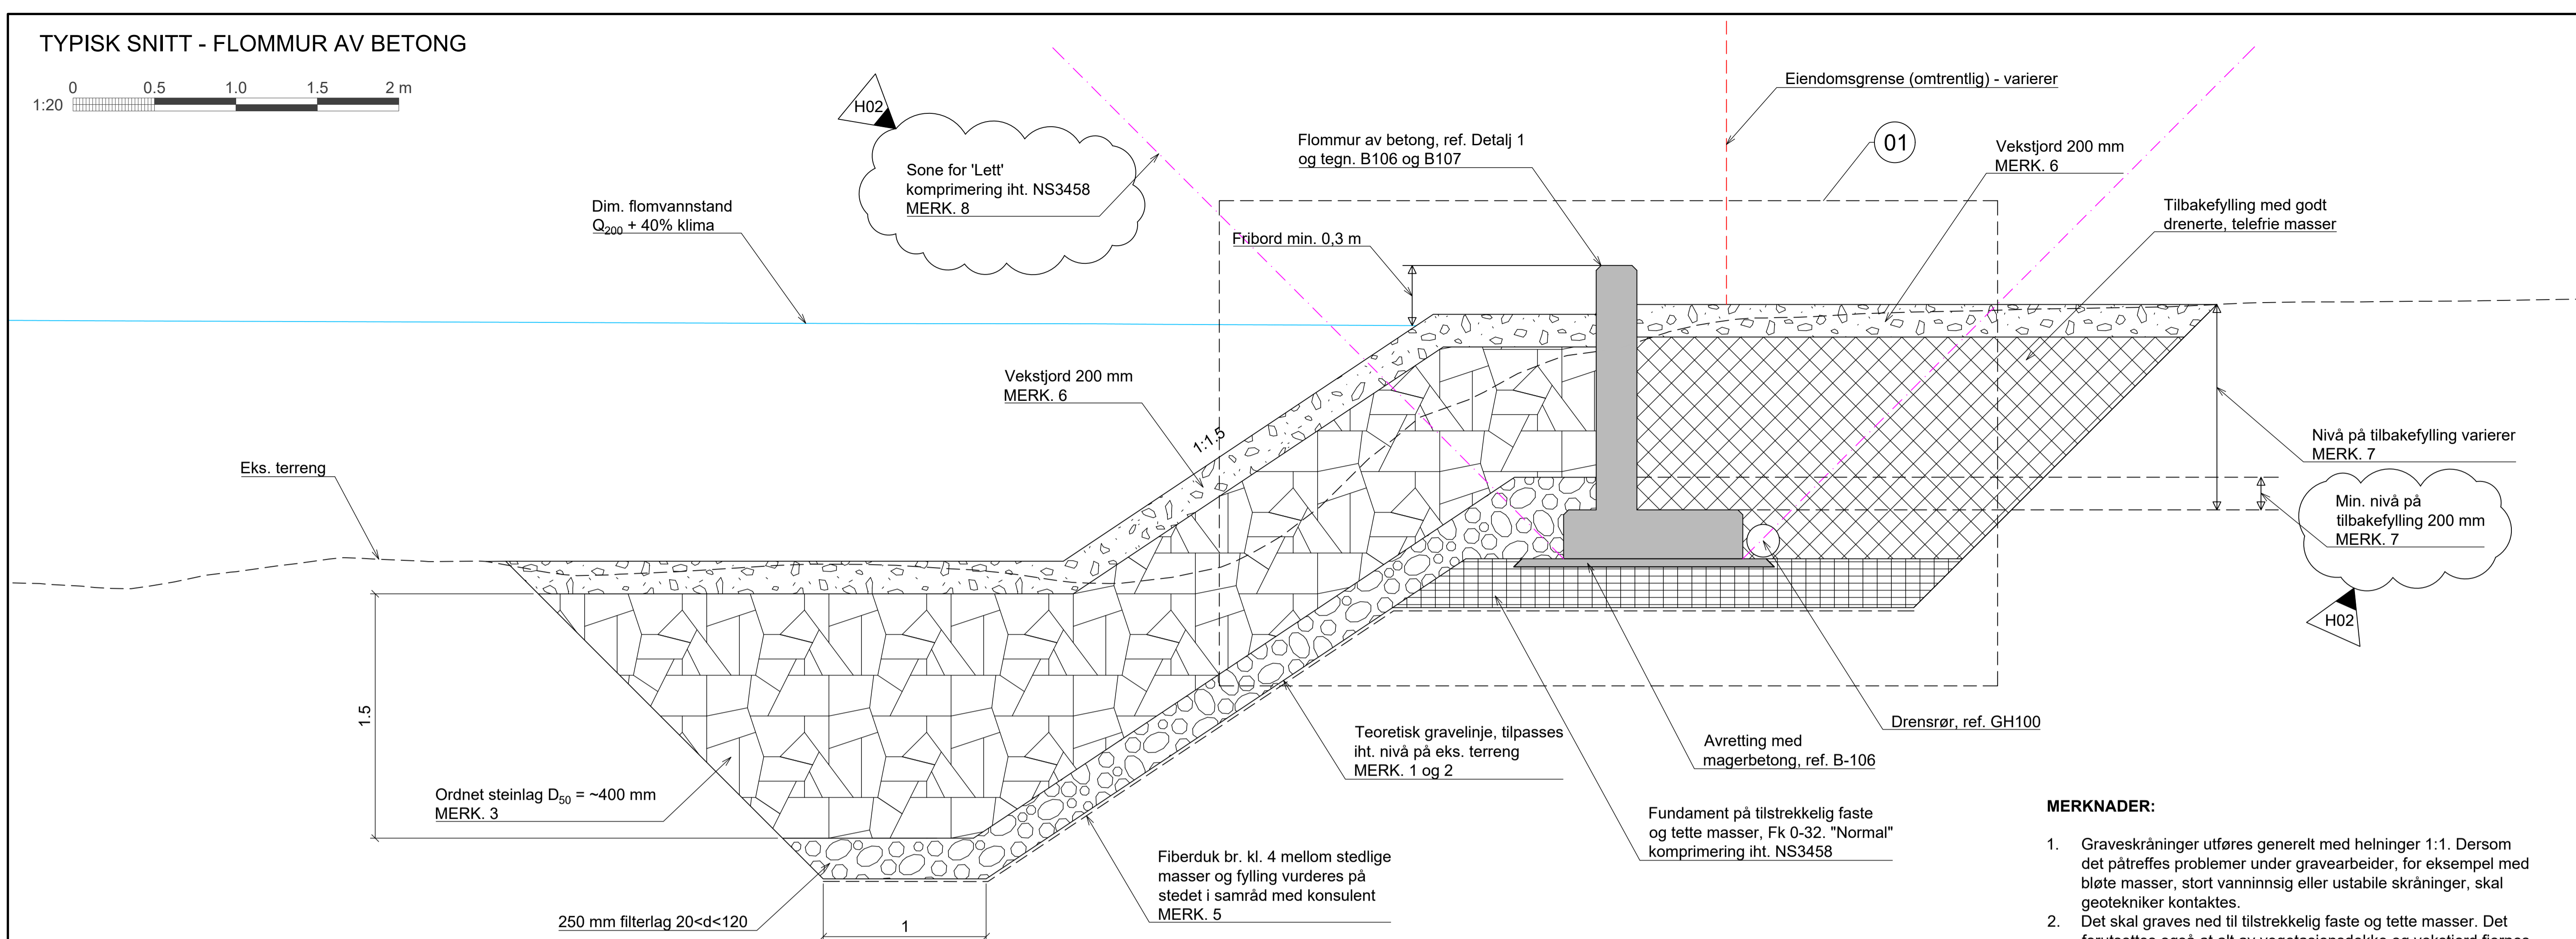 TYPISK SNITT - FLOMMUR AV BETONG
0 0.5 1.0 1.5 2 m
1:20
H02
Sone for 'Lett'
komprimering iht. NS3458
MERK. 8
Dim. flomvannstand
Q200 + 40% klima
Flommur av betong, ref. Detalj 1
og tegn. B106 og B107
Fribord min. 0,3 m
Eiendomsgrense (omtrentlig) - varierer
01
Vekstjord 200 mm
MERK. 6
Tilbakefylling med godt
drenerte, telefrie masser
Vekstjord 200 mm
MERK. 6
1:1.5
Eks. terreng
Nivå på tilbakefylling varierer
MERK. 7
Min. nivå på
tilbakefylling 200 mm
MERK. 7
H02
1.5
Ordnet steinlag D50 = ~400 mm
MERK. 3
250 mm filterlag 20<d<120
1
Fiberduk br. kl. 4 mellom stedlige
masser og fylling vurderes på
stedet i samråd med konsulent
MERK. 5
Teoretisk gravelinje, tilpasses
iht. nivå på eks. terreng
MERK. 1 og 2
Fundament på tilstrekkelig faste
og tette masser, Fk 0-32. "Normal"
komprimering iht. NS3458
Avretting med
magerbetong, ref. B-106
Drensrør, ref. GH100
MERKNADER:
1. Graveskråninger utføres generelt med helninger 1:1. Dersom
det påtreffes problemer under gravearbeider, for eksempel med
bløte masser, stort vanninnsig eller ustabile skråninger, skal
geotekniker kontaktes.
2. Det skal graves ned til tilstrekkelig faste og tette masser. Det